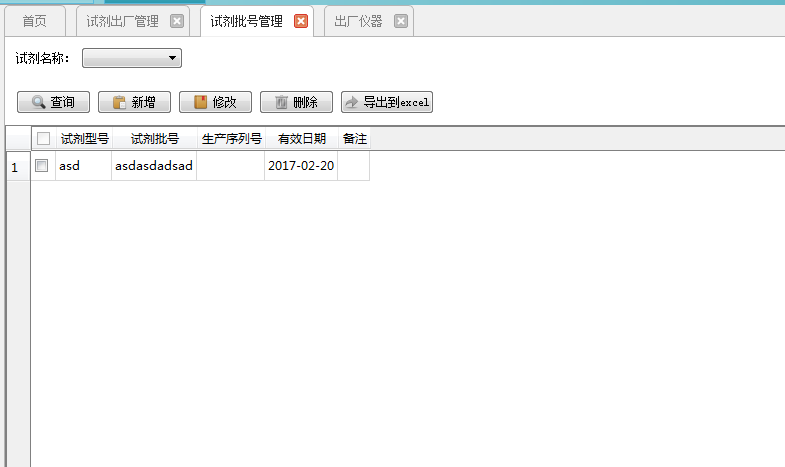 首页 试剂出厂管理 试剂批号管理 出厂仪器
试剂名称：
查询 新增 修改 删除 导出到excel
试剂型号 试剂批号 生产序列号 有效日期 备注
1 asd asdasdadsad 2017-02-20